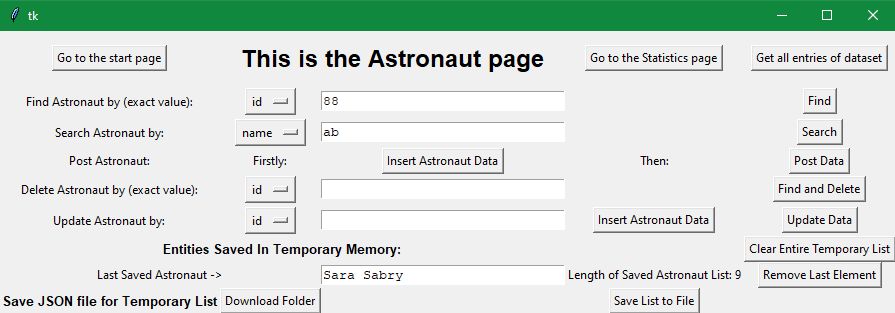 tk
Go to the start page This is the Astronaut page Go to the Statistics page Get all entries of dataset
Find Astronaut by (exact value): id 88 Find
Search Astronaut by: name ab Search
Post Astronaut: Firstly: Insert Astronaut Data Then: Post Data
Delete Astronaut by (exact value): id Find and Delete
Update Astronaut by: id Insert Astronaut Data Update Data
Entities Saved In Temporary Memory: Clear Entire Temporary List
Last Saved Astronaut -> Sara Sabry Length of Saved Astronaut List: 9 Remove Last Element
Save JSON file for Temporary List Download Folder Save List to File